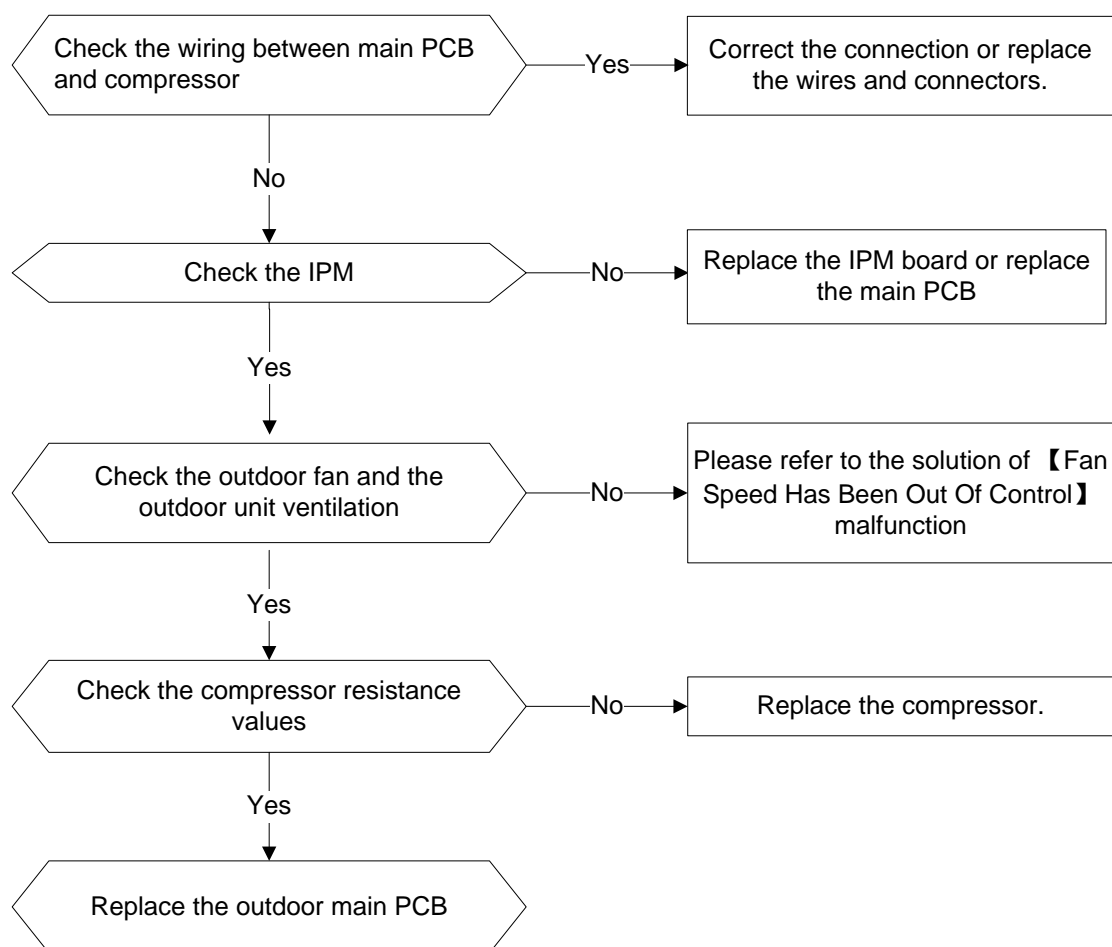 Check the wiring between main PCB
and compressor
Yes
Correct the connection or replace
the wires and connectors.
No
Check the IPM
No
Replace the IPM board or replace
the main PCB
Yes
Check the outdoor fan and the
outdoor unit ventilation
No
Please refer to the solution of 【Fan
Speed Has Been Out Of Control】
malfunction
Yes
Check the compressor resistance
values
No
Replace the compressor.
Yes
Replace the outdoor main PCB